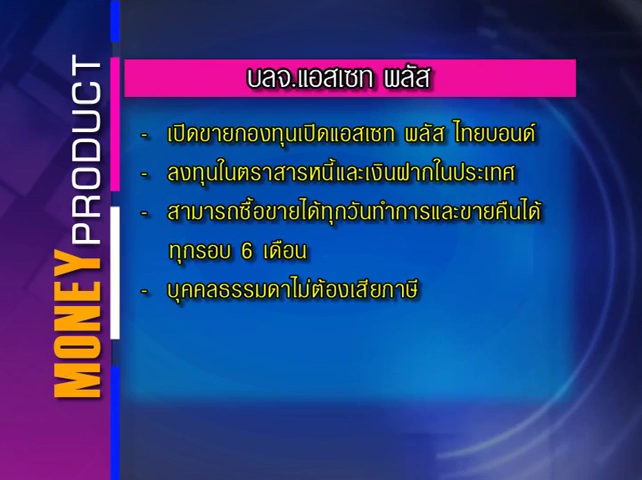 MONEY PRODUCT
บลจ.แอสเซท พลัส
- เปิดขายกองทุนเปิดแอสเซท พลัส ไทยบอนด์
- ลงทุนในตราสารหนี้และเงินฝากในประเทศ
- สามารถซื้อขายได้ทุกวันทำการและขายคืนได้
ทุกรอบ 6 เดือน
- บุคคลธรรมดาไม่ต้องเสียภาษี